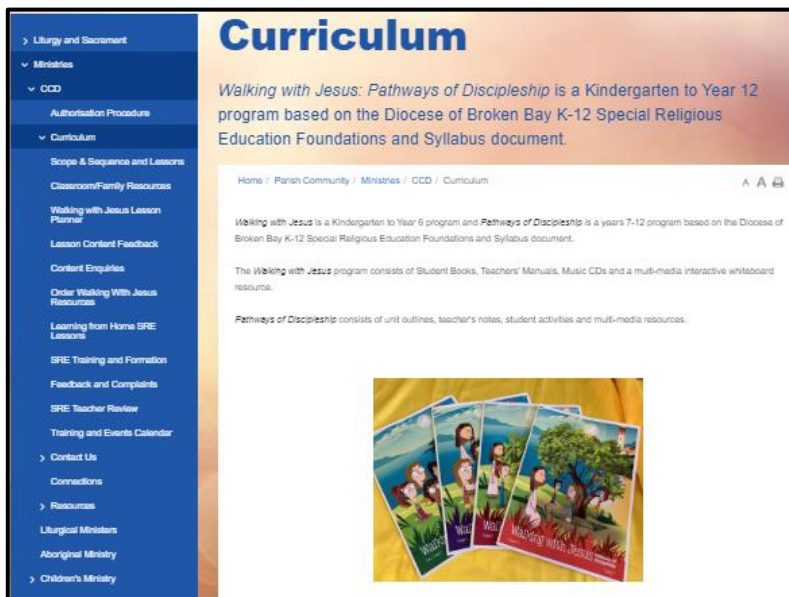 Liturgy and Sacrament
Ministries
CCD
Authorisation Procedure
Curriculum
Scope & Sequence and Lessons
Classroom/Family Resources
Walking with Jesus Lesson
Planner
Lesson Content Feedback
Content Enquiries
Order Walking With Jesus
Resources
Learning from Home SRE
Lessons
SRE Training and Formation
Feedback and Complaints
SRE Teacher Review
Training and Events Calendar
Contact Us
Connections
Resources
Liturgical Ministers
Aboriginal Ministry
Children's Ministry
Curriculum
Walking with Jesus: Pathways of Discipleship is a Kindergarten to Year 12
program based on the Diocese of Broken Bay K-12 Special Religious
Education Foundations and Syllabus document.
Home / Parish Community / Ministries / CCD / Curriculum
A A
Walking with Jesus is a Kindergarten to Year 6 program and Pathways of Discipleship is a years 7-12 program based on the Diocese of
Broken Bay K-12 Special Religious Education Foundations and Syllabus document.
The Walking with Jesus program consists of Student Books, Teachers' Manuals, Music CDs and a multi-media interactive whiteboard
resource.
Pathways of Discipleship consists of unit outlines, teacher's notes, student activities and multi-media resources.
Walking with Jesus